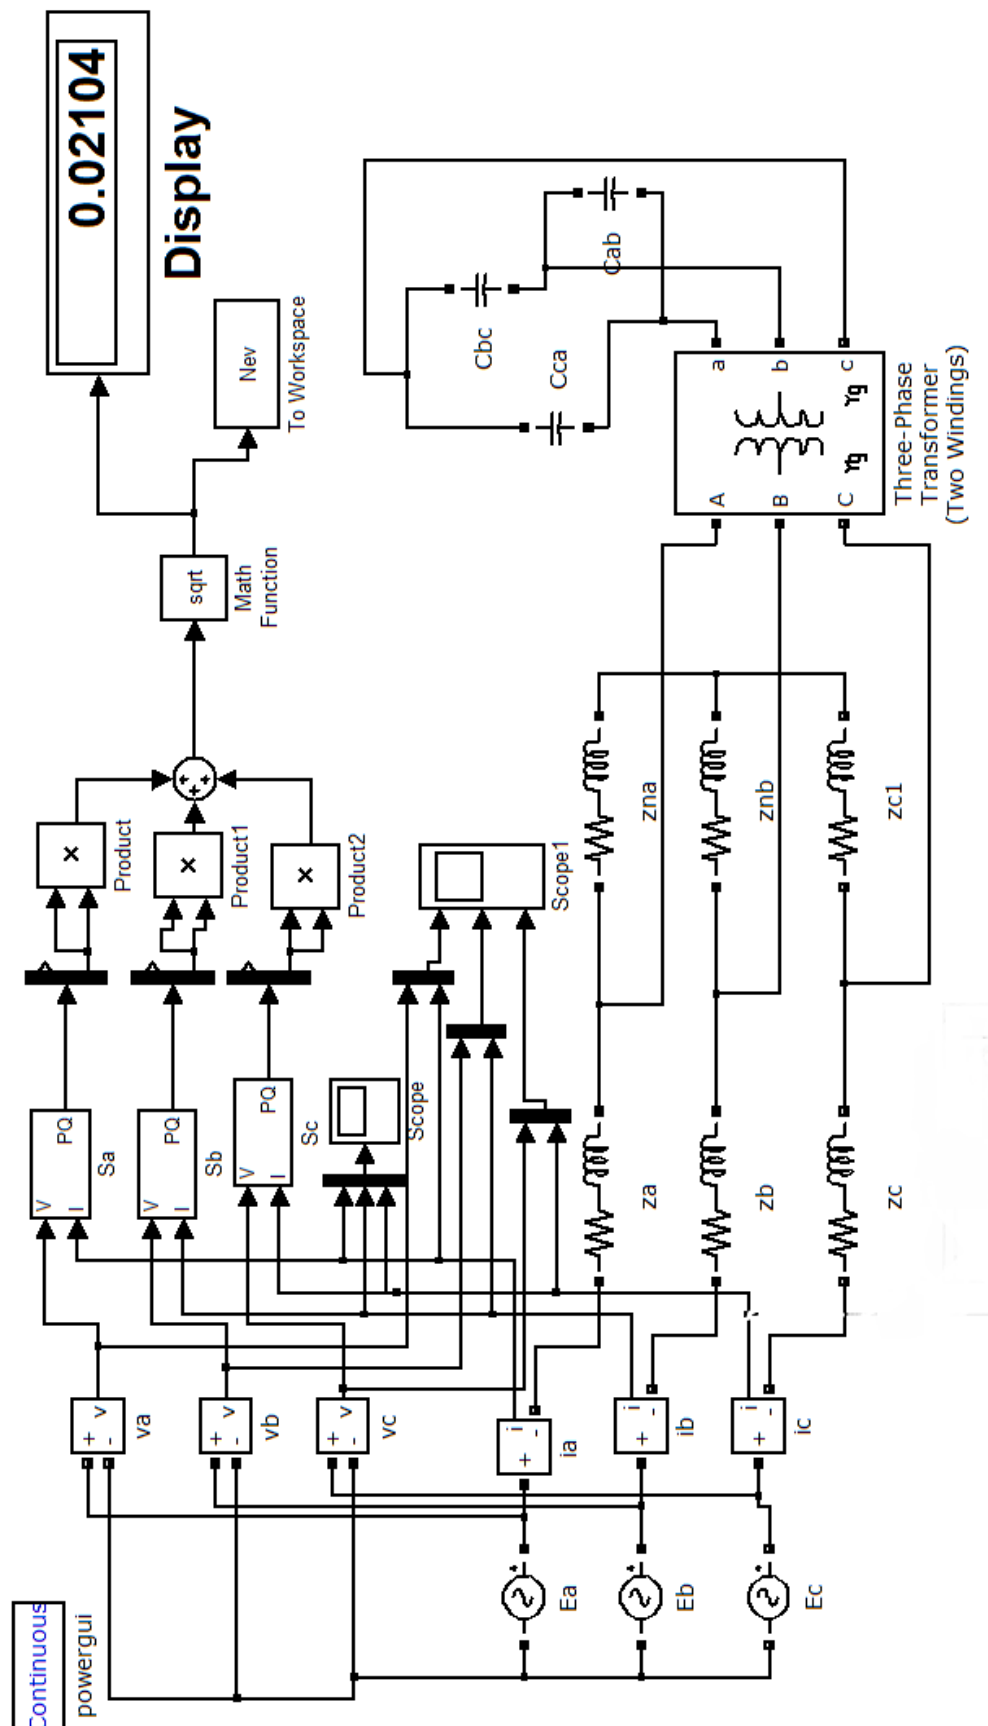 Continuous
powergui
0.02104
Display
Nev
To Workspace
sqrt
Math
Function
×
Product
×
Product1
×
Product2
+
+
+
V
I
PQ
Sa
V
I
PQ
Sb
V
I
PQ
Sc
Scope
Scope1
+
-
v
va
+
-
v
vb
+
-
v
vc
+
i
-
ia
+
i
-
ib
+
i
-
ic
Ea
Eb
Ec
za
zb
zc
zna
znb
zc1
Cbc
Cab
Cca
A
B
C
a
b
c
Yg
Yg
Three-Phase
Transformer
(Two Windings)